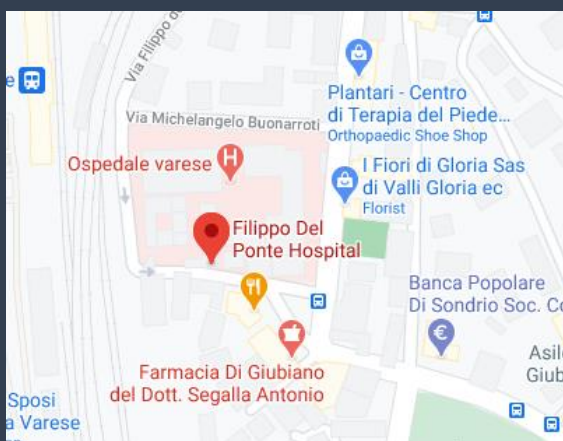 Via Filippo d
e
Plantari - Centro
di Terapia del Piede...
Orthopaedic Shoe Shop
Via Michelangelo Buonarroti
Ospedale varese
H
I Fiori di Gloria Sas
di Valli Gloria ec
Florist
Filippo Del
Ponte Hospital
Banca Popolare
Di Sondrio Soc. Co
€
Farmacia Di Giubiano
del Dott. Segalla Antonio
Asil
Giub
Sposi
a Varese